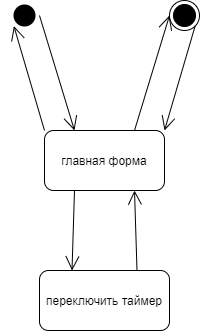 главная форма
переключить таймер